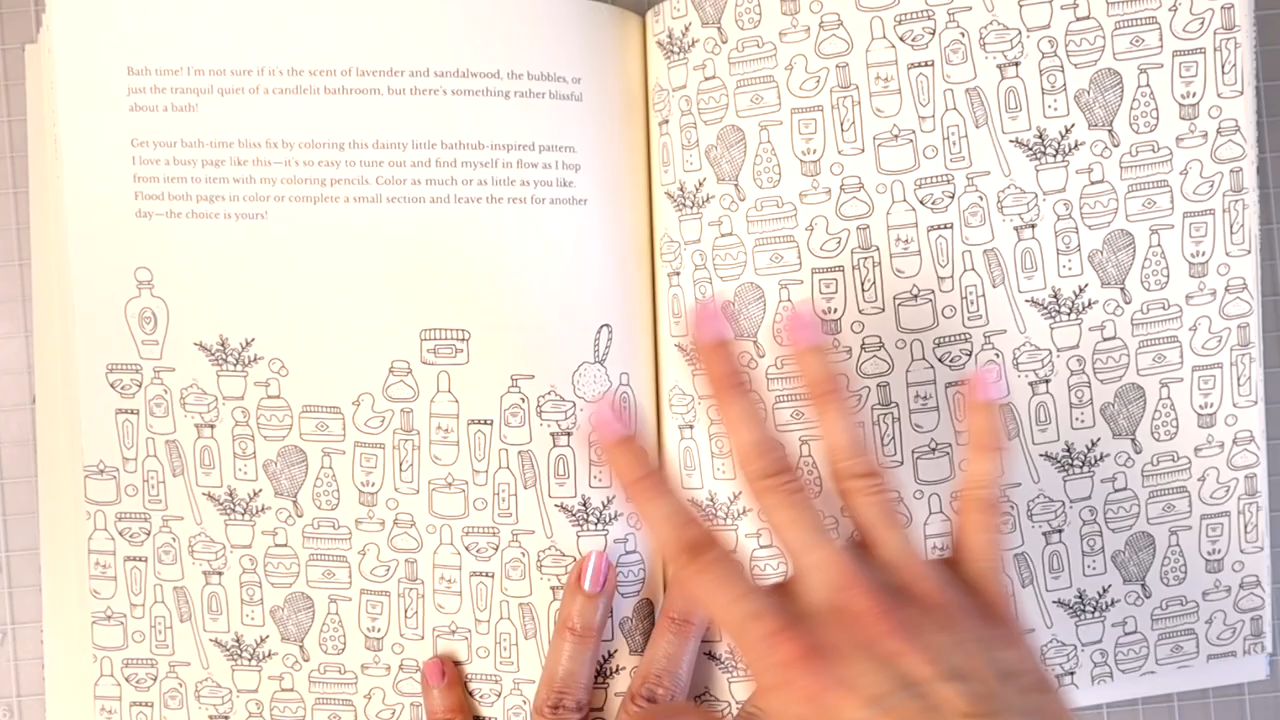 Bath time! I'm not sure if it's the scent of lavender and sandalwood, the bubbles, or
just the tranquil quiet of a candlelit bathroom, but there's something rather blissful
about a bath!
Get your bath-time bliss fix by coloring this dainty little bathtub-inspired pattern.
I love a busy page like this—it's so easy to tune out and find myself in flow as I hop
from item to item with my coloring pencils. Color as much or as little as you like.
Flood both pages in color or complete a small section and leave the rest for another
day—the choice is yours!